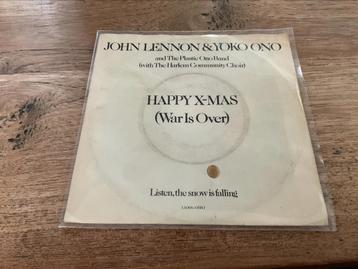 JOHN LENNON & YOKO ONO
and The Plastic Ono Band
(with The Harlem Community Choir)
HAPPY X-MAS
(War Is Over)
Listen, the snow is falling